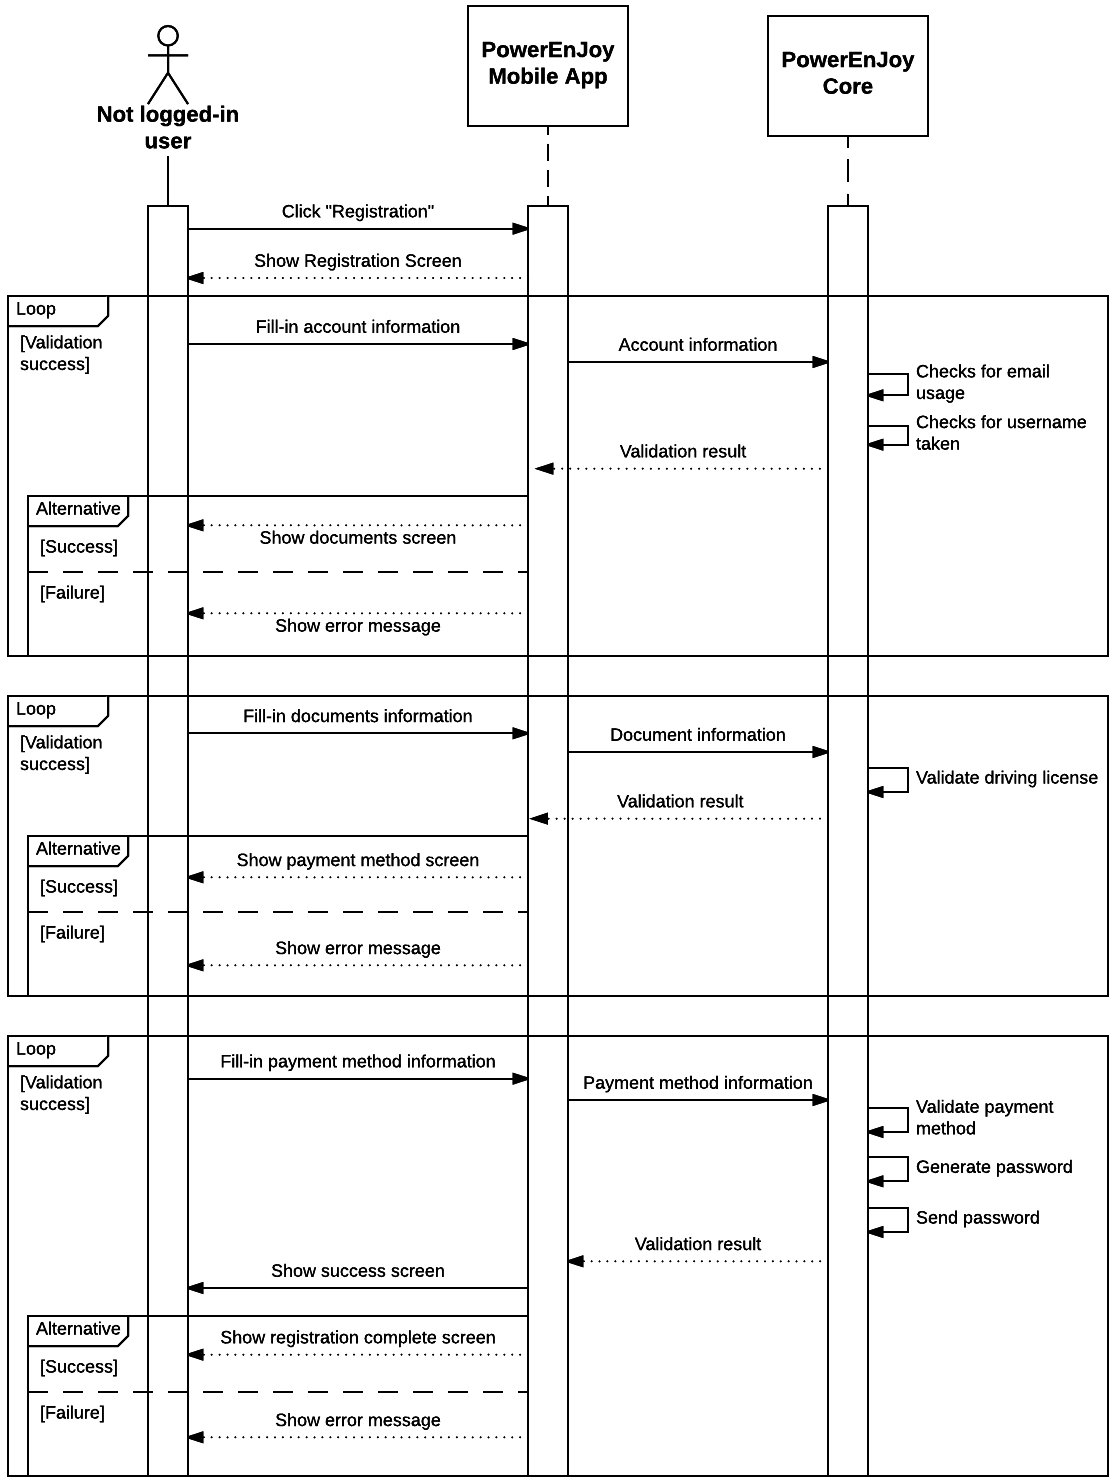 PowerEnJoy
Mobile App
PowerEnJoy
Core
Not logged-in
user
Click "Registration"
Show Registration Screen
Loop
[Validation
success]
Fill-in account information
Account information
Checks for email
usage
Checks for username
taken
Validation result
Alternative
[Success]
Show documents screen
[Failure]
Show error message
Loop
[Validation
success]
Fill-in documents information
Document information
Validate driving license
Validation result
Alternative
Show payment method screen
[Success]
[Failure]
Show error message
Loop
[Validation
success]
Fill-in payment method information
Payment method information
Validate payment
method
Generate password
Send password
Validation result
Show success screen
Alternative
Show registration complete screen
[Success]
[Failure]
Show error message